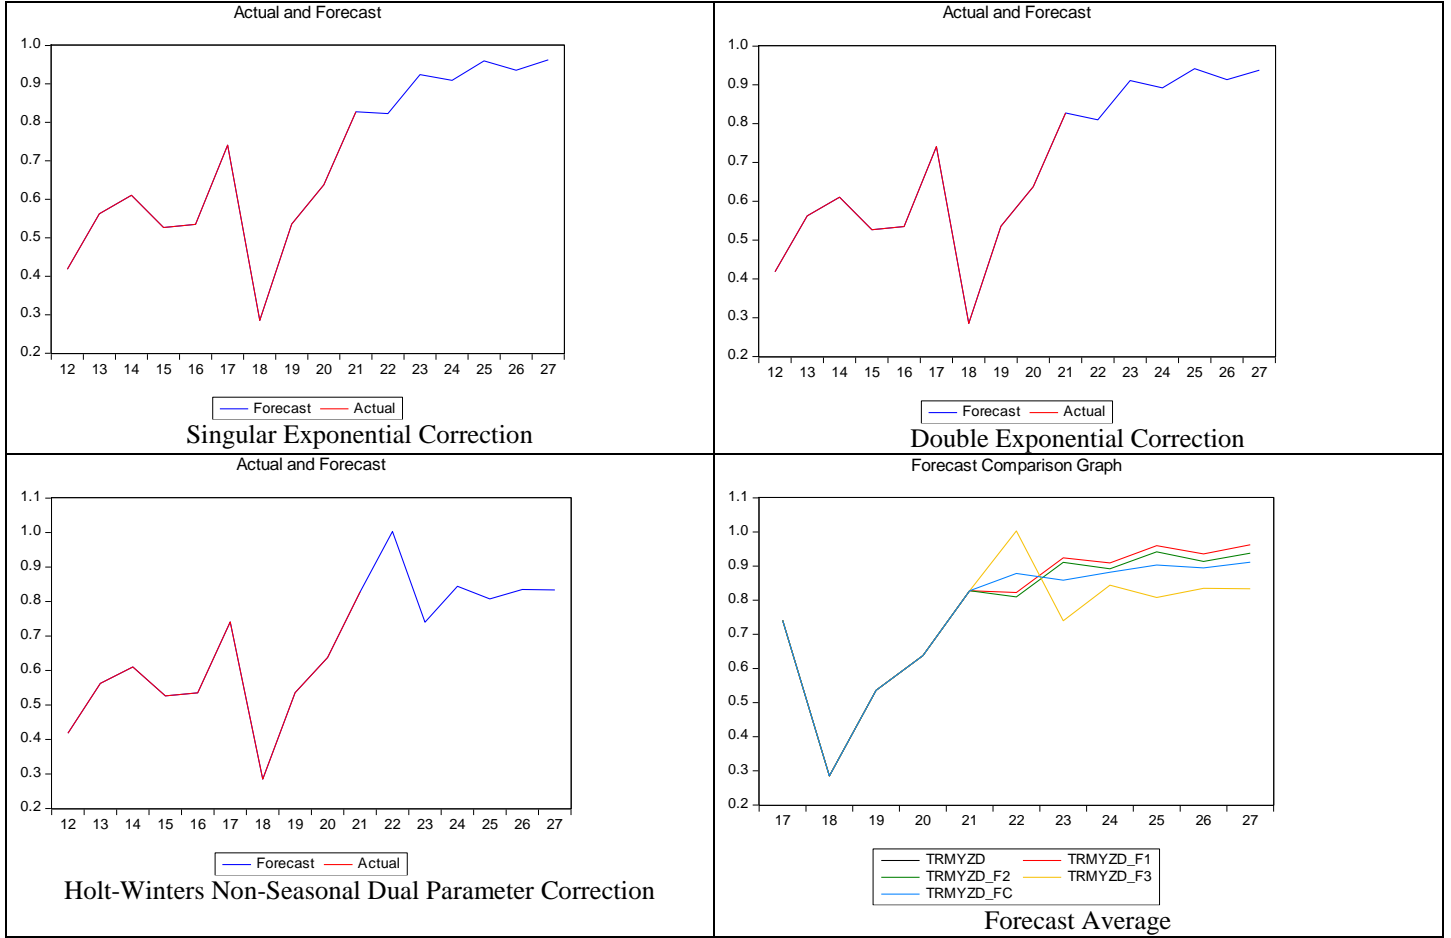 Actual and Forecast
1.0
0.9
0.8
0.7
0.6
0.5
0.4
0.3
0.2
12 13 14 15 16 17 18 19 20 21 22 23 24 25 26 27
Forecast Actual
Singular Exponential Correction
Actual and Forecast
1.0
0.9
0.8
0.7
0.6
0.5
0.4
0.3
0.2
12 13 14 15 16 17 18 19 20 21 22 23 24 25 26 27
Forecast Actual
Double Exponential Correction
Actual and Forecast
1.1
1.0
0.9
0.8
0.7
0.6
0.5
0.4
0.3
0.2
12 13 14 15 16 17 18 19 20 21 22 23 24 25 26 27
Forecast Actual
Holt-Winters Non-Seasonal Dual Parameter Correction
Forecast Comparison Graph
1.1
1.0
0.9
0.8
0.7
0.6
0.5
0.4
0.3
0.2
17 18 19 20 21 22 23 24 25 26 27
TRMYZD TRMYZD_F1
TRMYZD_F2 TRMYZD_F3
TRMYZD_FC
Forecast Average